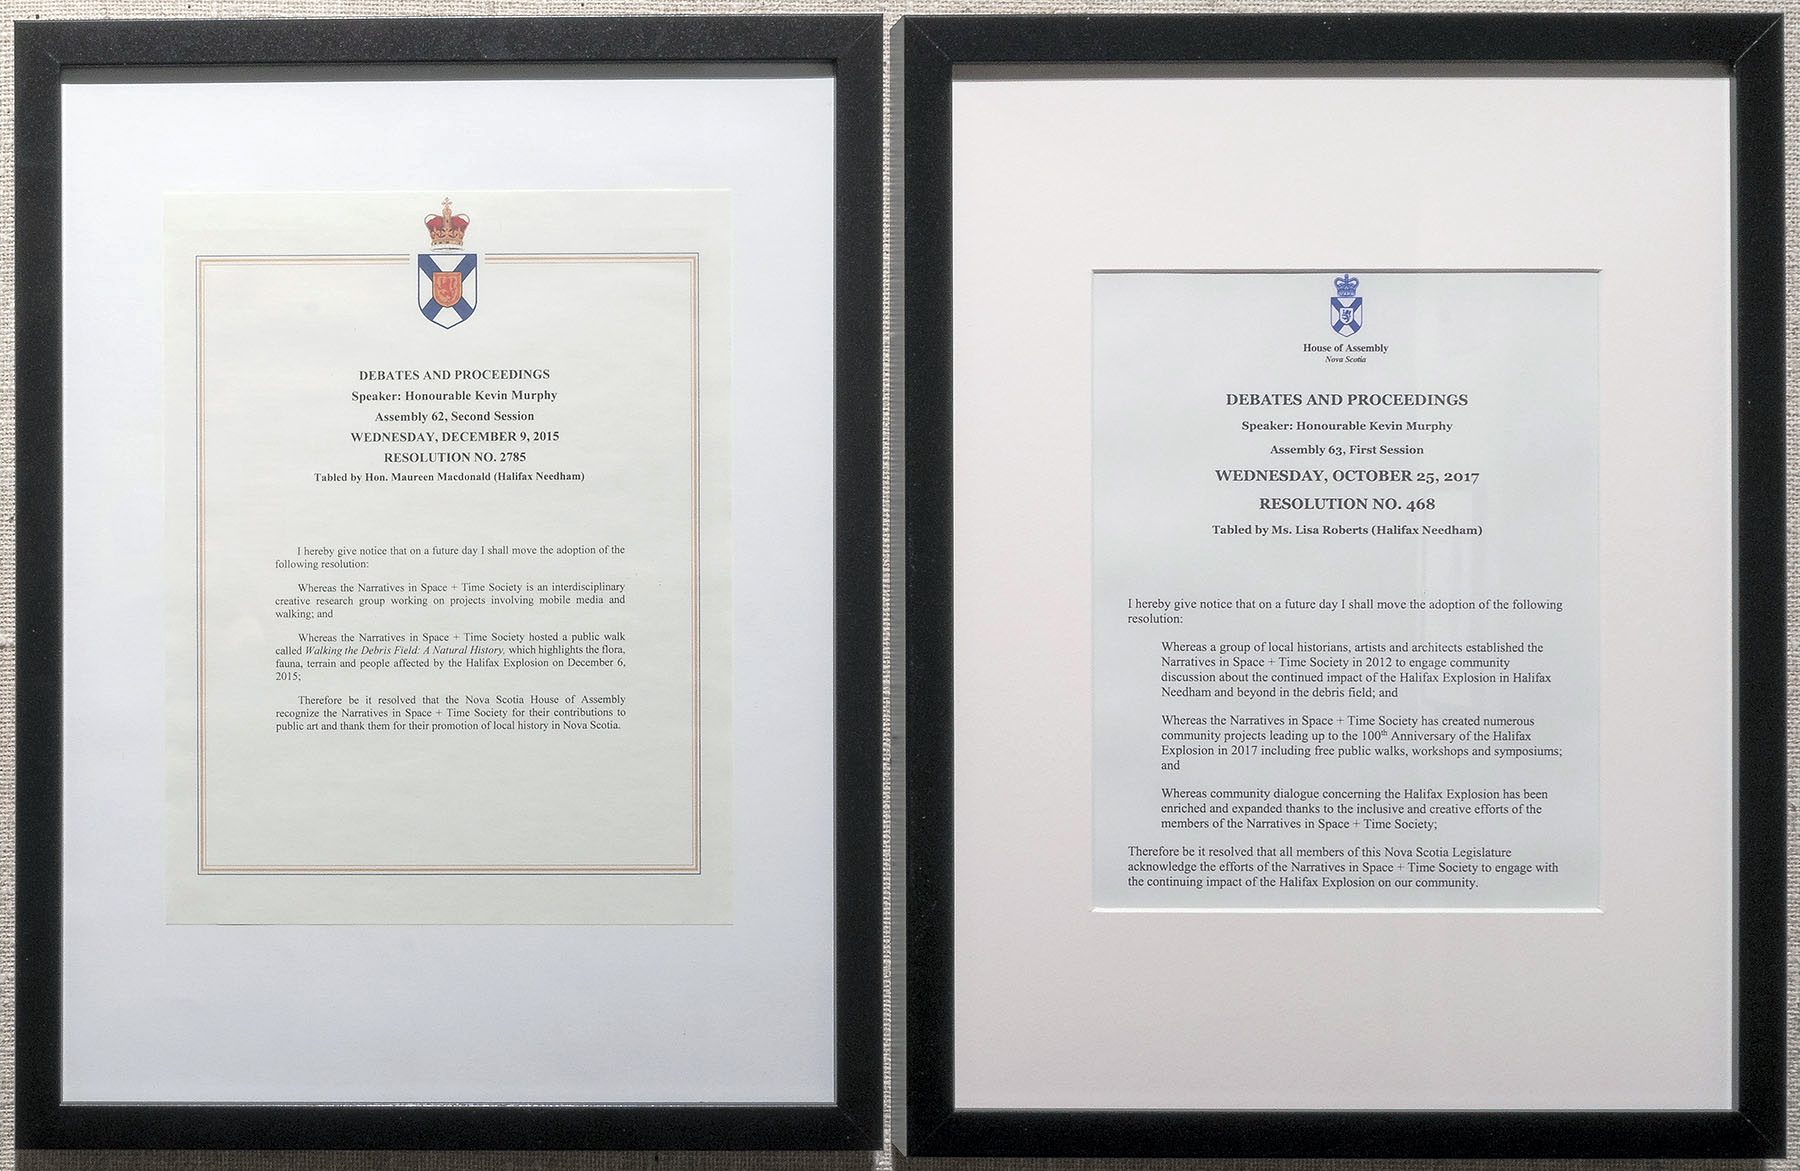 DEBATES AND PROCEEDINGS
Speaker: Honourable Kevin Murphy
Assembly 62, Second Session
WEDNESDAY, DECEMBER 9, 2015
RESOLUTION NO. 2785
Tabled by Hon. Maureen Macdonald (Halifax Needham)
I hereby give notice that on a future day I shall move the adoption of the
following resolution:
Whereas the Narratives in Space + Time Society is an interdisciplinary
creative research group working on projects involving mobile media and
walking; and
Whereas the Narratives in Space + Time Society hosted a public walk
called Walking the Debris Field: A Natural History, which highlights the flora,
fauna, terrain and people affected by the Halifax Explosion on December 6,
2015;
Therefore be it resolved that the Nova Scotia House of Assembly
recognize the Narratives in Space + Time Society for their contributions to
public art and thank them for their promotion of local history in Nova Scotia.
House of Assembly
Nova Scotia
DEBATES AND PROCEEDINGS
Speaker: Honourable Kevin Murphy
Assembly 63, First Session
WEDNESDAY, OCTOBER 25, 2017
RESOLUTION NO. 468
Tabled by Ms. Lisa Roberts (Halifax Needham)
I hereby give notice that on a future day I shall move the adoption of the following
resolution:
Whereas a group of local historians, artists and architects established the
Narratives in Space + Time Society in 2012 to engage community
discussion about the continued impact of the Halifax Explosion in Halifax
Needham and beyond in the debris field; and
Whereas the Narratives in Space + Time Society has created numerous
community projects leading up to the 100th Anniversary of the Halifax
Explosion in 2017 including free public walks, workshops and symposiums;
and
Whereas community dialogue concerning the Halifax Explosion has been
enriched and expanded thanks to the inclusive and creative efforts of the
members of the Narratives in Space + Time Society;
Therefore be it resolved that all members of this Nova Scotia Legislature
acknowledge the efforts of the Narratives in Space + Time Society to engage with
the continuing impact of the Halifax Explosion on our community.